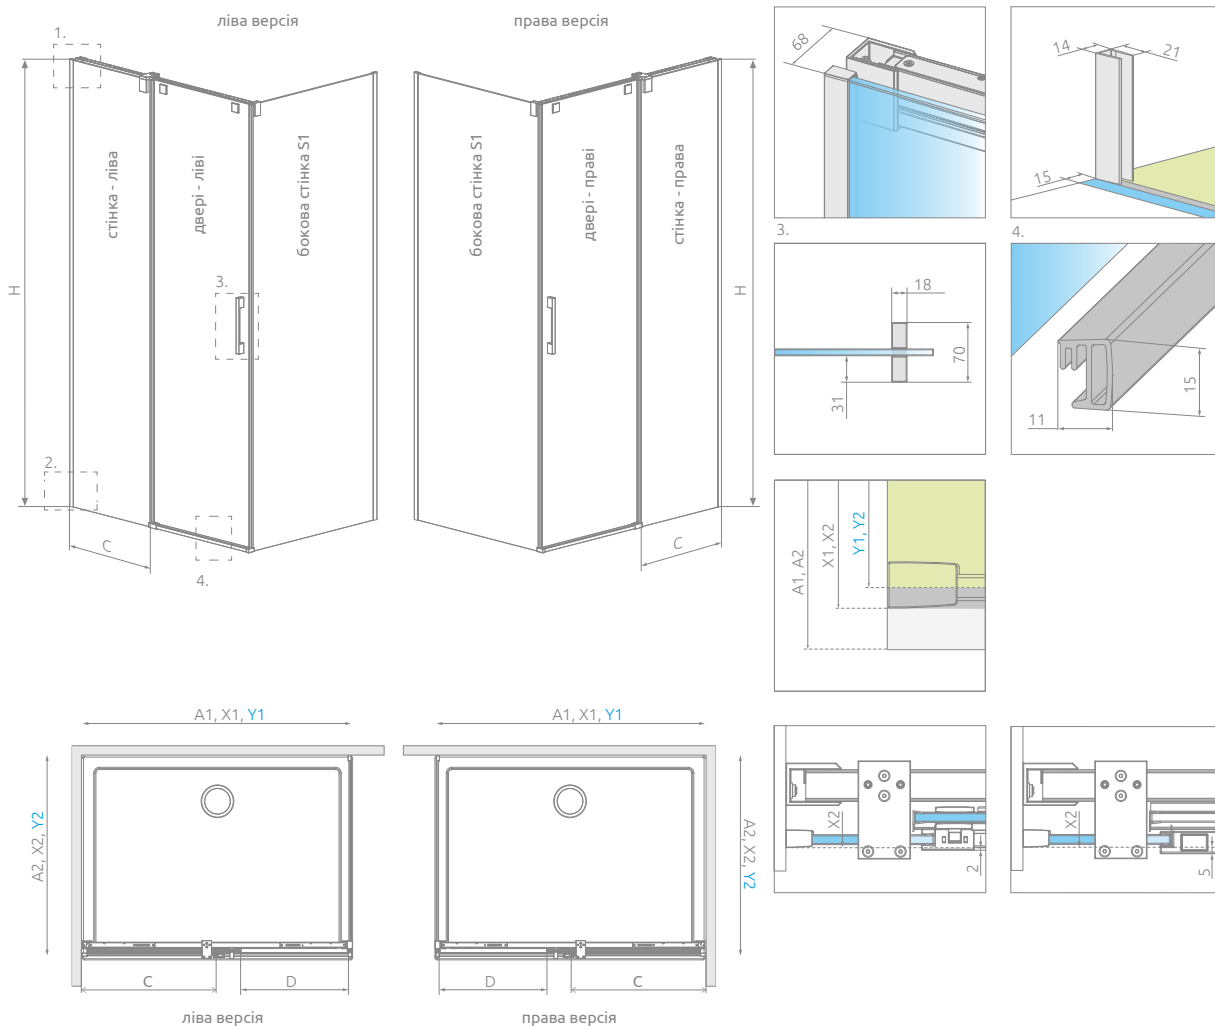 ліва версія
права версія
1.
стінка - ліва
двері - ліві
бокова стінка S1
H
3.
2.
C
4.
бокова стінка S1
двері - праві
стінка - права
H
C
68
14
21
15
3.
18
70
31
4.
15
11
A1, A2
X1, X2
Y1, Y2
A1, X1, Y1
A2, X2, Y2
C
D
ліва версія
A1, X1, Y1
A2, X2, Y2
D
C
права версія
X2
2
X2
5